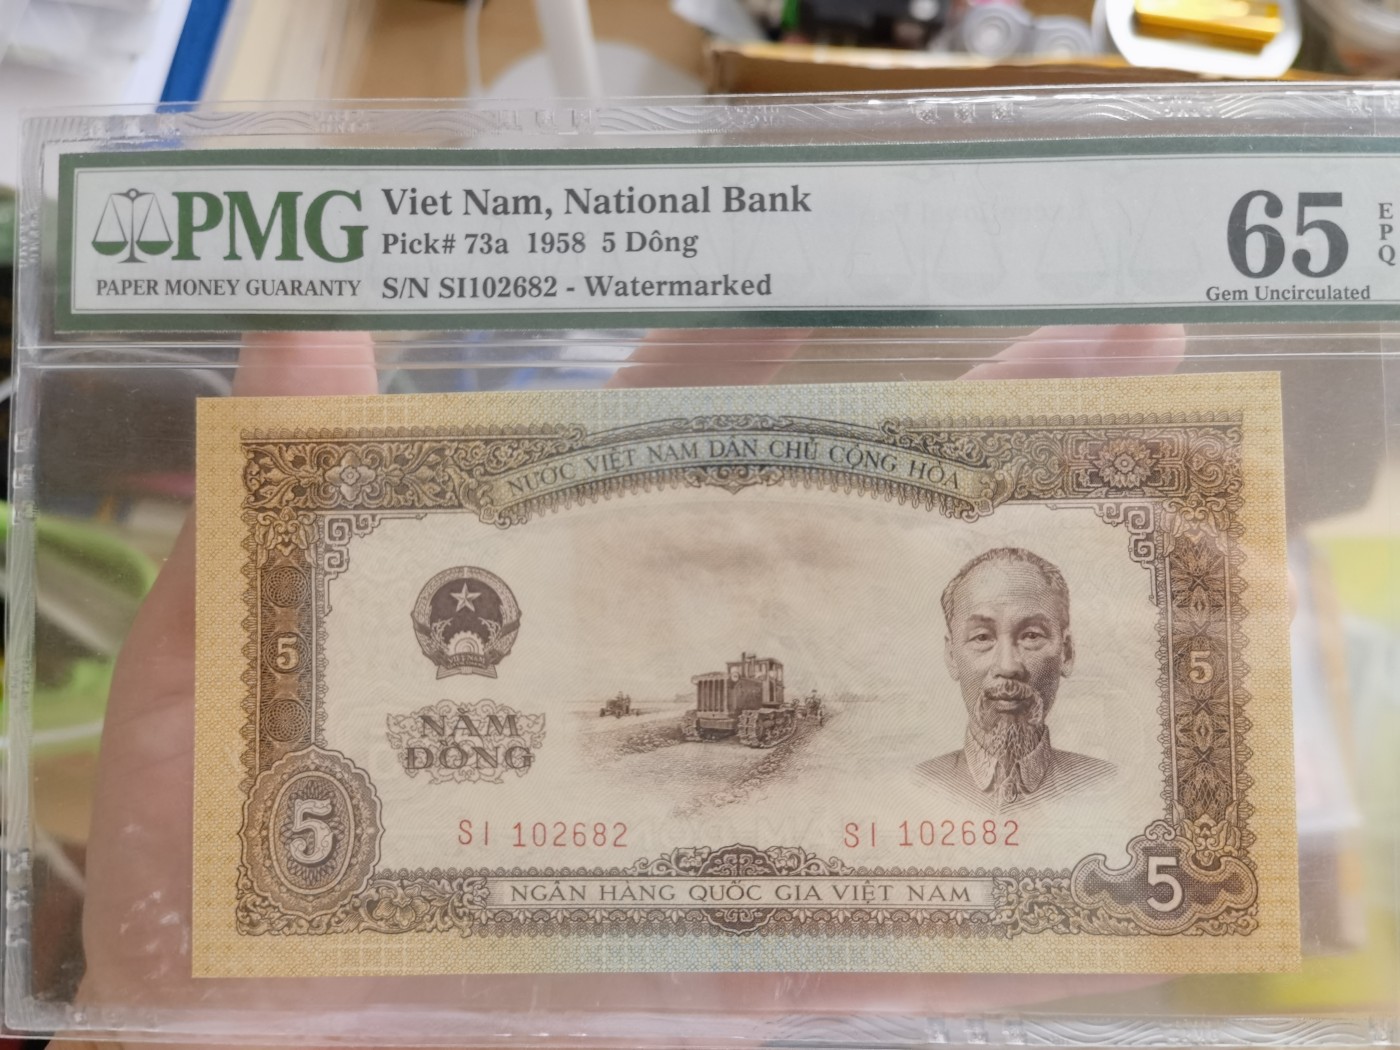 PMG
PAPER MONEY GUARANTY
Viet Nam, National Bank
Pick# 73a 1958 5 Dông
S/N SI102682 - Watermarked
65
EPQ
Gem Uncirculated
NƯỚC VIỆT NAM DÂN CHỦ CỘNG HÒA
5
5
NĂM
ĐỒNG
5
SI 102682
SI 102682
NGÂN HÀNG QUỐC GIA VIỆT NAM
5